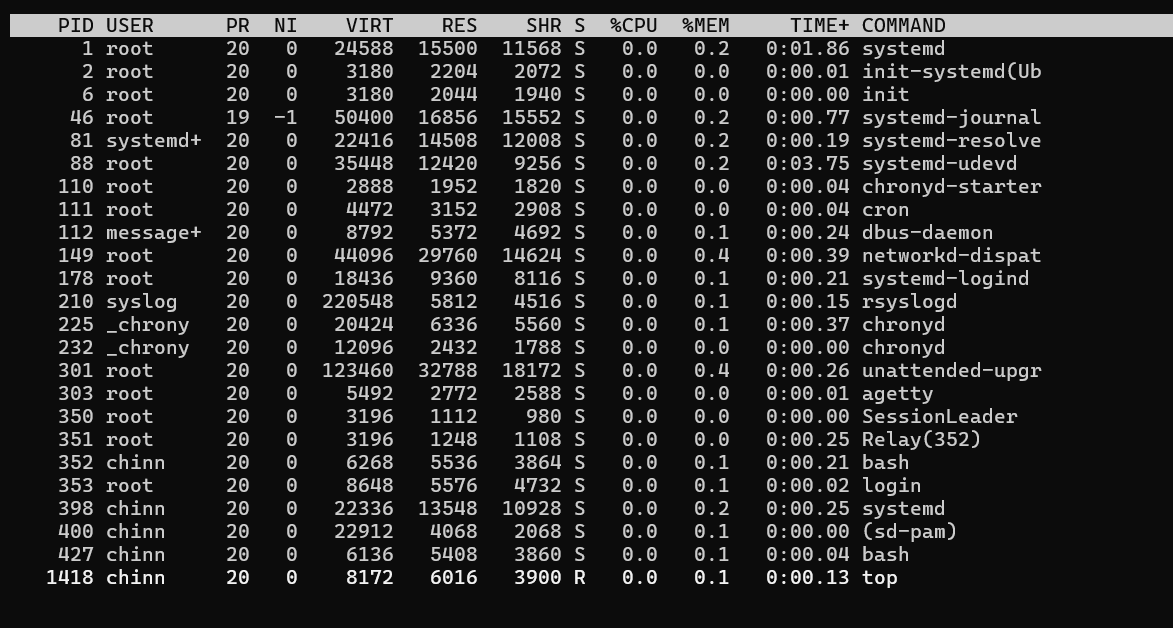 PID USER PR NI VIRT RES SHR S %CPU %MEM TIME+ COMMAND
1 root 20 0 24588 15500 11568 S 0.0 0.2 0:01.86 systemd
2 root 20 0 3180 2204 2072 S 0.0 0.0 0:00.01 init-systemd(Ub
6 root 20 0 3180 2044 1940 S 0.0 0.0 0:00.00 init
46 root 19 -1 50400 16856 15552 S 0.0 0.2 0:00.77 systemd-journal
81 systemd+ 20 0 22416 14508 12008 S 0.0 0.2 0:00.19 systemd-resolve
88 root 20 0 35448 12420 9256 S 0.0 0.2 0:03.75 systemd-udevd
110 root 20 0 2888 1952 1820 S 0.0 0.0 0:00.04 chronyd-starter
111 root 20 0 4472 3152 2908 S 0.0 0.0 0:00.04 cron
112 message+ 20 0 8792 5372 4692 S 0.0 0.1 0:00.24 dbus-daemon
149 root 20 0 44096 29760 14624 S 0.0 0.4 0:00.39 networkd-dispat
178 root 20 0 18436 9360 8116 S 0.0 0.1 0:00.21 systemd-logind
210 syslog 20 0 220548 5812 4516 S 0.0 0.1 0:00.15 rsyslogd
225 _chrony 20 0 20424 6336 5560 S 0.0 0.1 0:00.37 chronyd
232 _chrony 20 0 12096 2432 1788 S 0.0 0.0 0:00.00 chronyd
301 root 20 0 123460 32788 18172 S 0.0 0.4 0:00.26 unattended-upgr
303 root 20 0 5492 2772 2588 S 0.0 0.0 0:00.01 agetty
350 root 20 0 3196 1112 980 S 0.0 0.0 0:00.00 SessionLeader
351 root 20 0 3196 1248 1108 S 0.0 0.0 0:00.25 Relay(352)
352 chinn 20 0 6268 5536 3864 S 0.0 0.1 0:00.21 bash
353 root 20 0 8648 5576 4732 S 0.0 0.1 0:00.02 login
398 chinn 20 0 22336 13548 10928 S 0.0 0.2 0:00.25 systemd
400 chinn 20 0 22912 4068 2068 S 0.0 0.1 0:00.00 (sd-pam)
427 chinn 20 0 6136 5408 3860 S 0.0 0.1 0:00.04 bash
1418 chinn 20 0 8172 6016 3900 R 0.0 0.1 0:00.13 top